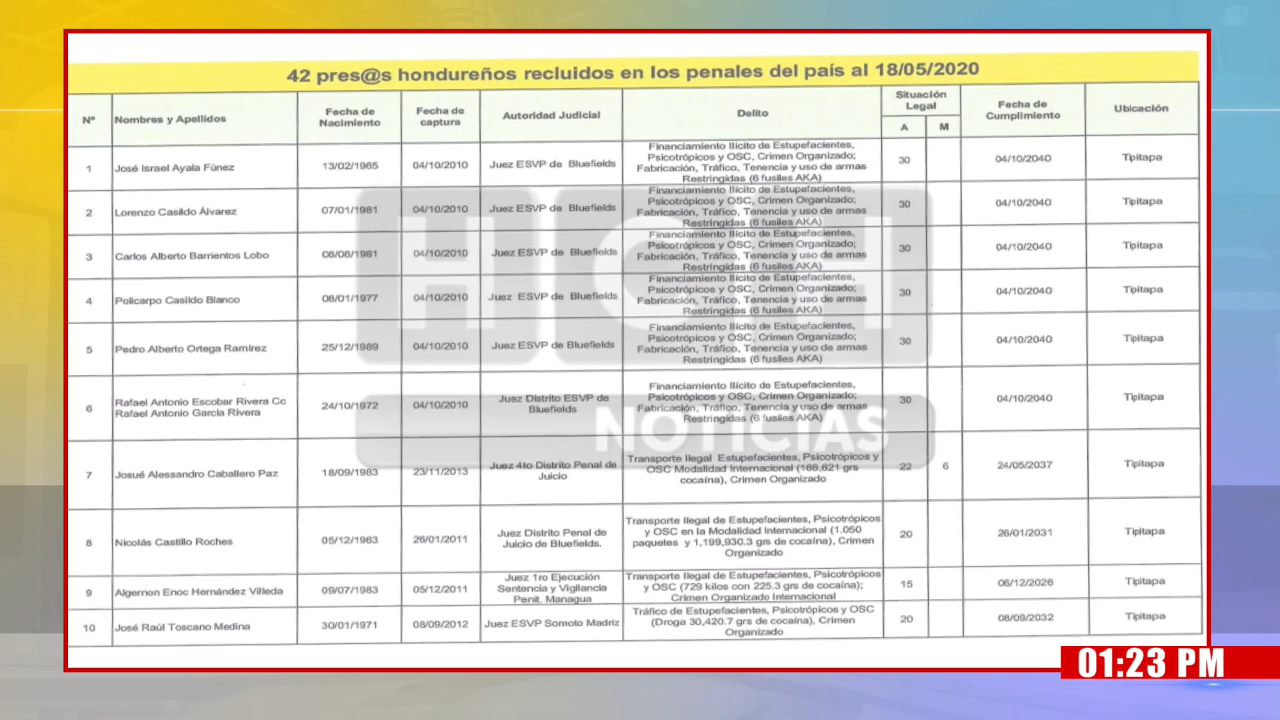 42 pres@s hondureños recluidos en los penales del país al 18/05/2020
Nº Nombres y Apellidos Fecha de Nacimiento Fecha de captura Autoridad Judicial Delito Situación Legal A M Fecha de Cumplimiento Ubicación
1 José Israel Ayala Fúnez 13/02/1965 04/10/2010 Juez ESVP de Bluefields
Financiamiento Ilícito de Estupefacientes,
Psicotrópicos y OSC, Crimen Organizado;
Fabricación, Tráfico, Tenencia y uso de armas
Restringidas (6 fusiles AKA)
30 04/10/2040 Tipitapa
2 Lorenzo Casildo Álvarez 07/01/1981 04/10/2010 Juez ESVP de Bluefields
Financiamiento Ilícito de Estupefacientes,
Psicotrópicos y OSC, Crimen Organizado;
Fabricación, Tráfico, Tenencia y uso de armas
Restringidas (6 fusiles AKA)
30 04/10/2040 Tipitapa
3 Carlos Alberto Barrientos Lobo 08/08/1981 04/10/2010 Juez ESVP de Bluefields
Financiamiento Ilícito de Estupefacientes,
Psicotrópicos y OSC, Crimen Organizado;
Fabricación, Tráfico, Tenencia y uso de armas
Restringidas (6 fusiles AKA)
30 04/10/2040 Tipitapa
4 Policarpo Casildo Blanco 08/01/1977 04/10/2010 Juez ESVP de Bluefields
Financiamiento Ilícito de Estupefacientes,
Psicotrópicos y OSC, Crimen Organizado;
Fabricación, Tráfico, Tenencia y uso de armas
Restringidas (6 fusiles AKA)
30 04/10/2040 Tipitapa
5 Pedro Alberto Ortega Ramírez 25/12/1989 04/10/2010 Juez ESVP de Bluefields
Financiamiento Ilícito de Estupefacientes,
Psicotrópicos y OSC, Crimen Organizado;
Fabricación, Tráfico, Tenencia y uso de armas
Restringidas (6 fusiles AKA)
30 04/10/2040 Tipitapa
6 Rafael Antonio Escobar Rivera Cc
Rafael Antonio García Rivera
24/10/1972 04/10/2010 Juez Distrito ESVP de
Bluefields
Financiamiento Ilícito de Estupefacientes,
Psicotrópicos y OSC, Crimen Organizado;
Fabricación, Tráfico, Tenencia y uso de armas
Restringidas (6 fusiles AKA)
30 04/10/2040 Tipitapa
7 Josué Alessandro Caballero Paz 18/09/1983 23/11/2013 Juez 4to Distrito Penal de
Juicio
Transporte Ilegal Estupefacientes, Psicotrópicos y
OSC Modalidad Internacional (168,621 grs
cocaína), Crimen Organizado
22 6 24/05/2037 Tipitapa
8 Nicolás Castillo Roches 05/12/1963 26/01/2011 Juez Distrito Penal de
Juicio de Bluefields.
Transporte Ilegal de Estupefacientes, Psicotrópicos
y OSC en la Modalidad Internacional (1.050
paquetes y 1,199,930.3 grs de cocaína), Crimen
Organizado
20 26/01/2031 Tipitapa
9 Algernon Enoc Hernández Villeda 09/07/1983 05/12/2011 Juez 1ro Ejecución
Sentencia y Vigilancia
Penit. Managua
Transporte Ilegal de Estupefacientes, Psicotrópicos
y OSC (729 kilos con 225.3 grs de cocaína);
Crimen Organizado Internacional
15 06/12/2026 Tipitapa
10 José Raúl Toscano Medina 30/01/1971 08/09/2012 Juez ESVP Somoto Madriz
Tráfico de Estupefacientes, Psicotrópicos y OSC
(Droga 30,420.7 grs de cocaína), Crimen
Organizado
20 08/09/2032 Tipitapa
HCH
NOTICIAS
01:23 PM